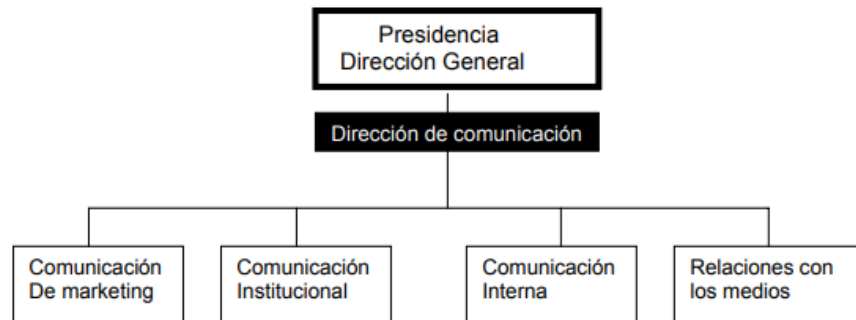 Presidencia
Dirección General
Dirección de comunicación
Comunicación
De marketing
Comunicación
Institucional
Comunicación
Interna
Relaciones con
los medios